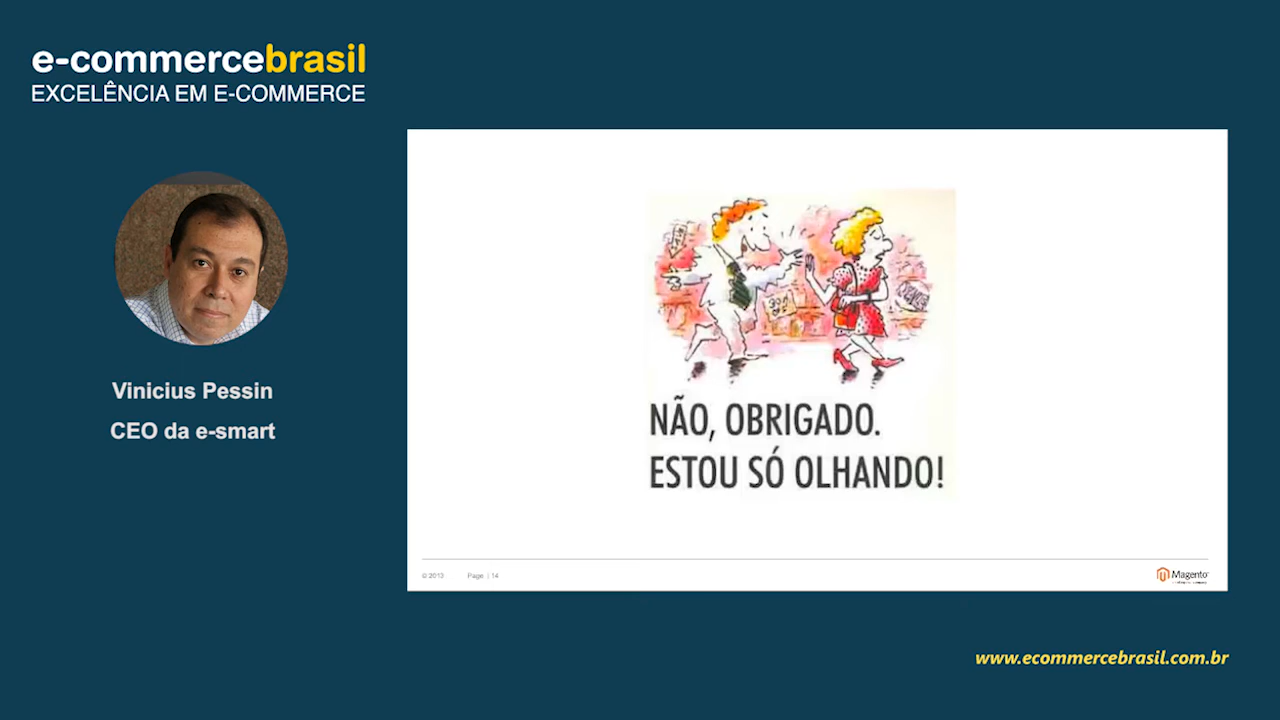 e-commercebrasil
EXCELÊNCIA EM E-COMMERCE
Vinicius Pessin
CEO da e-smart
NÃO, OBRIGADO.
ESTOU SÓ OLHANDO!
© 2013 Page | 14
Magento
www.ecommercebrasil.com.br